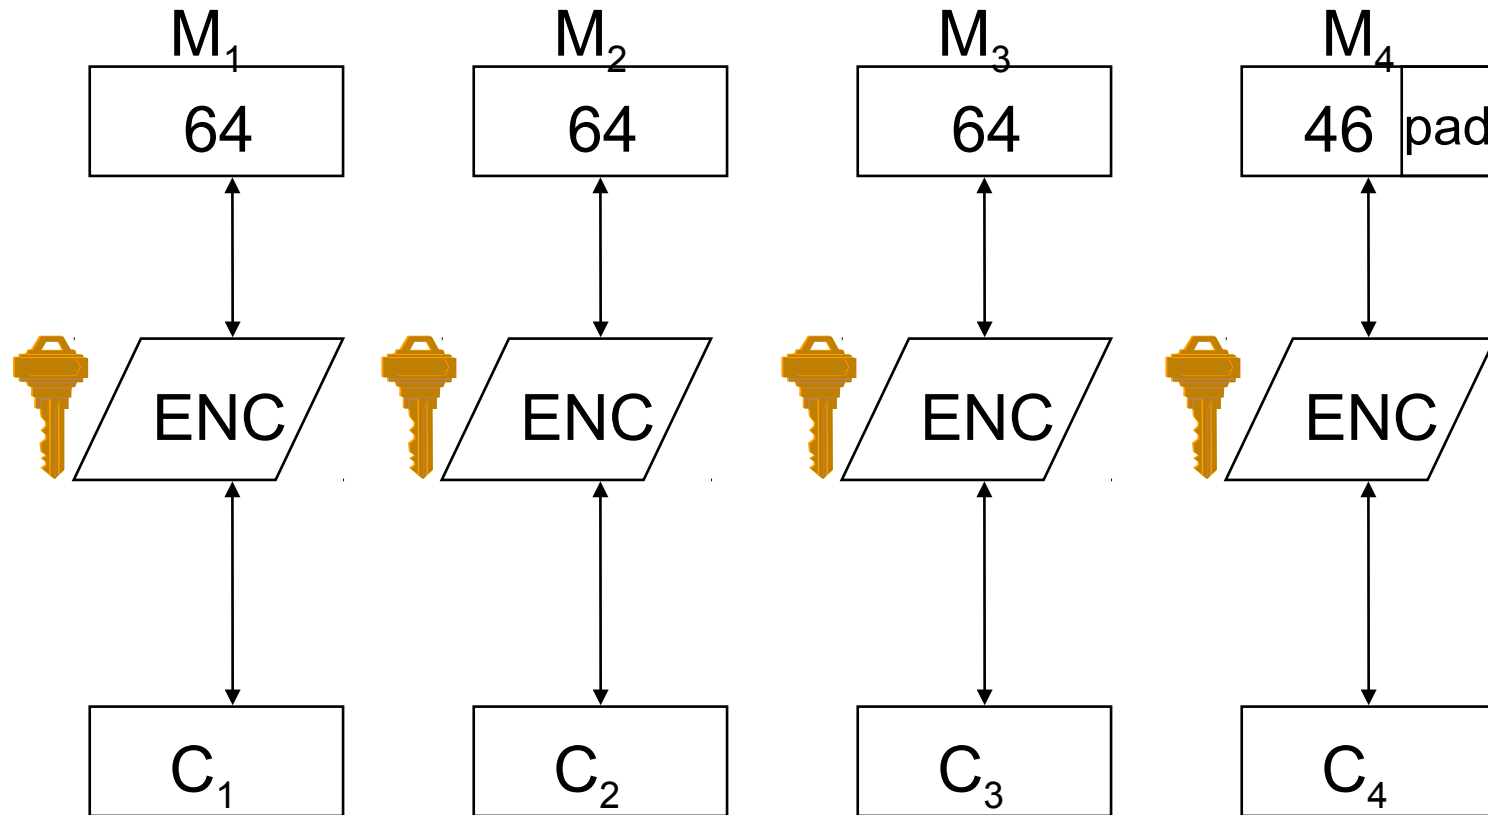 M₁ M₂ M₃ M₄
64 64 64 46 pad
ENC ENC ENC ENC
C₁ C₂ C₃ C₄